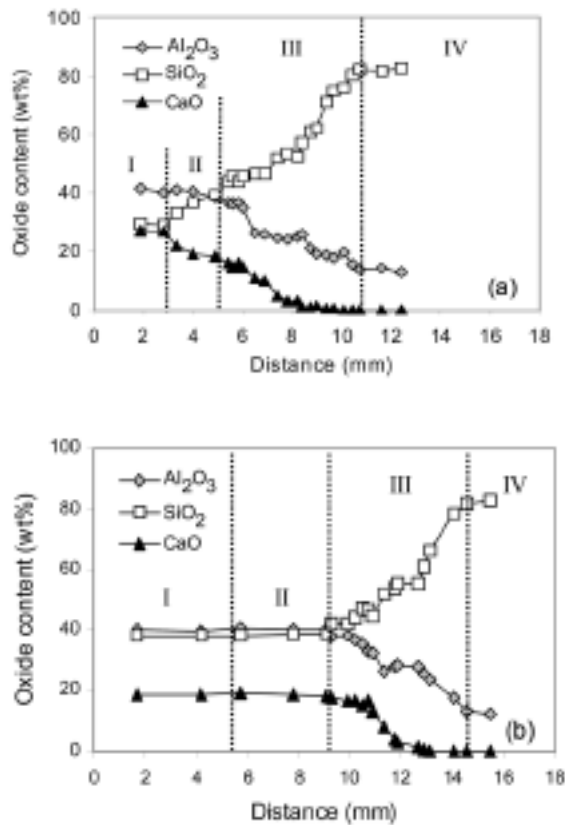 100
80
60
40
20
0
Oxide content (wt%)
Al₂O₃
SiO₂
CaO
I
II
III
IV
(a)
0 2 4 6 8 10 12 14 16 18
Distance (mm)
100
80
60
40
20
0
Oxide content (wt%)
Al₂O₃
SiO₂
CaO
I
II
III
IV
(b)
0 2 4 6 8 10 12 14 16 18
Distance (mm)